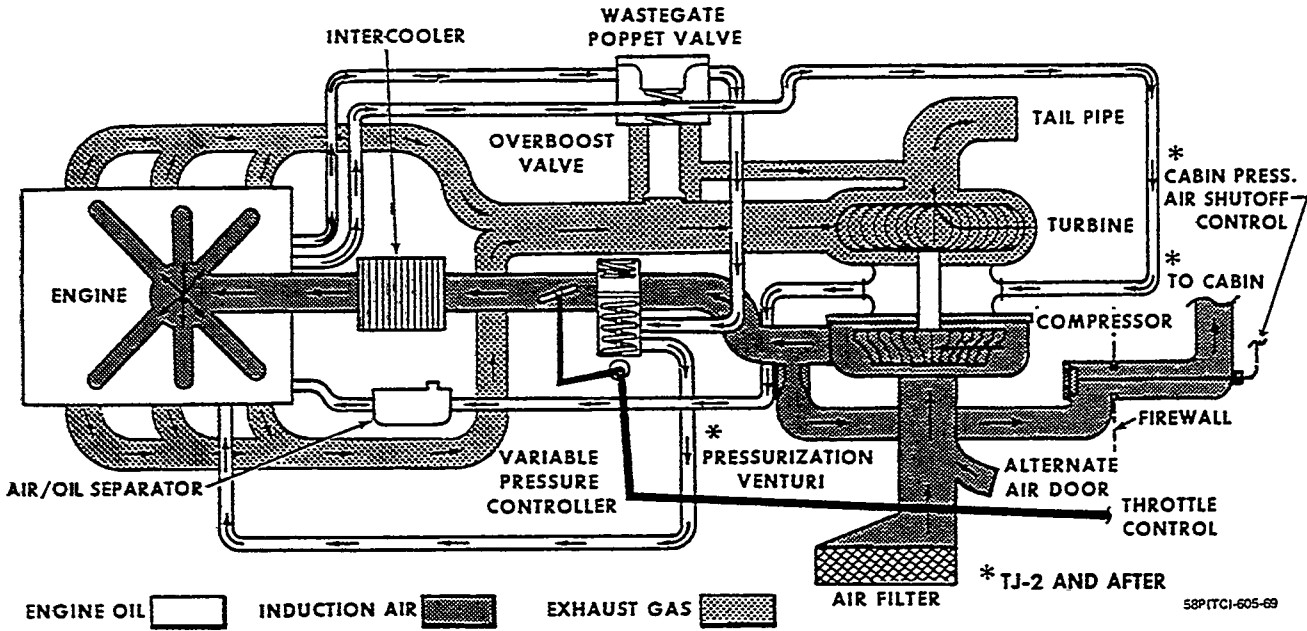 WASTEGATE
POPPET VALVE
INTERCOOLER
OVERBOOST
VALVE
TAIL PIPE
*
CABIN PRESS.
AIR SHUTOFF
CONTROL
TURBINE
*
TO CABIN
ENGINE
COMPRESSOR
FIREWALL
*
PRESSURIZATION
VENTURI
VARIABLE
PRESSURE
CONTROLLER
AIR/OIL SEPARATOR
ALTERNATE
AIR DOOR
THROTTLE
CONTROL
* TJ-2 AND AFTER
AIR FILTER
ENGINE OIL
INDUCTION AIR
EXHAUST GAS
58P(TC)-605-69